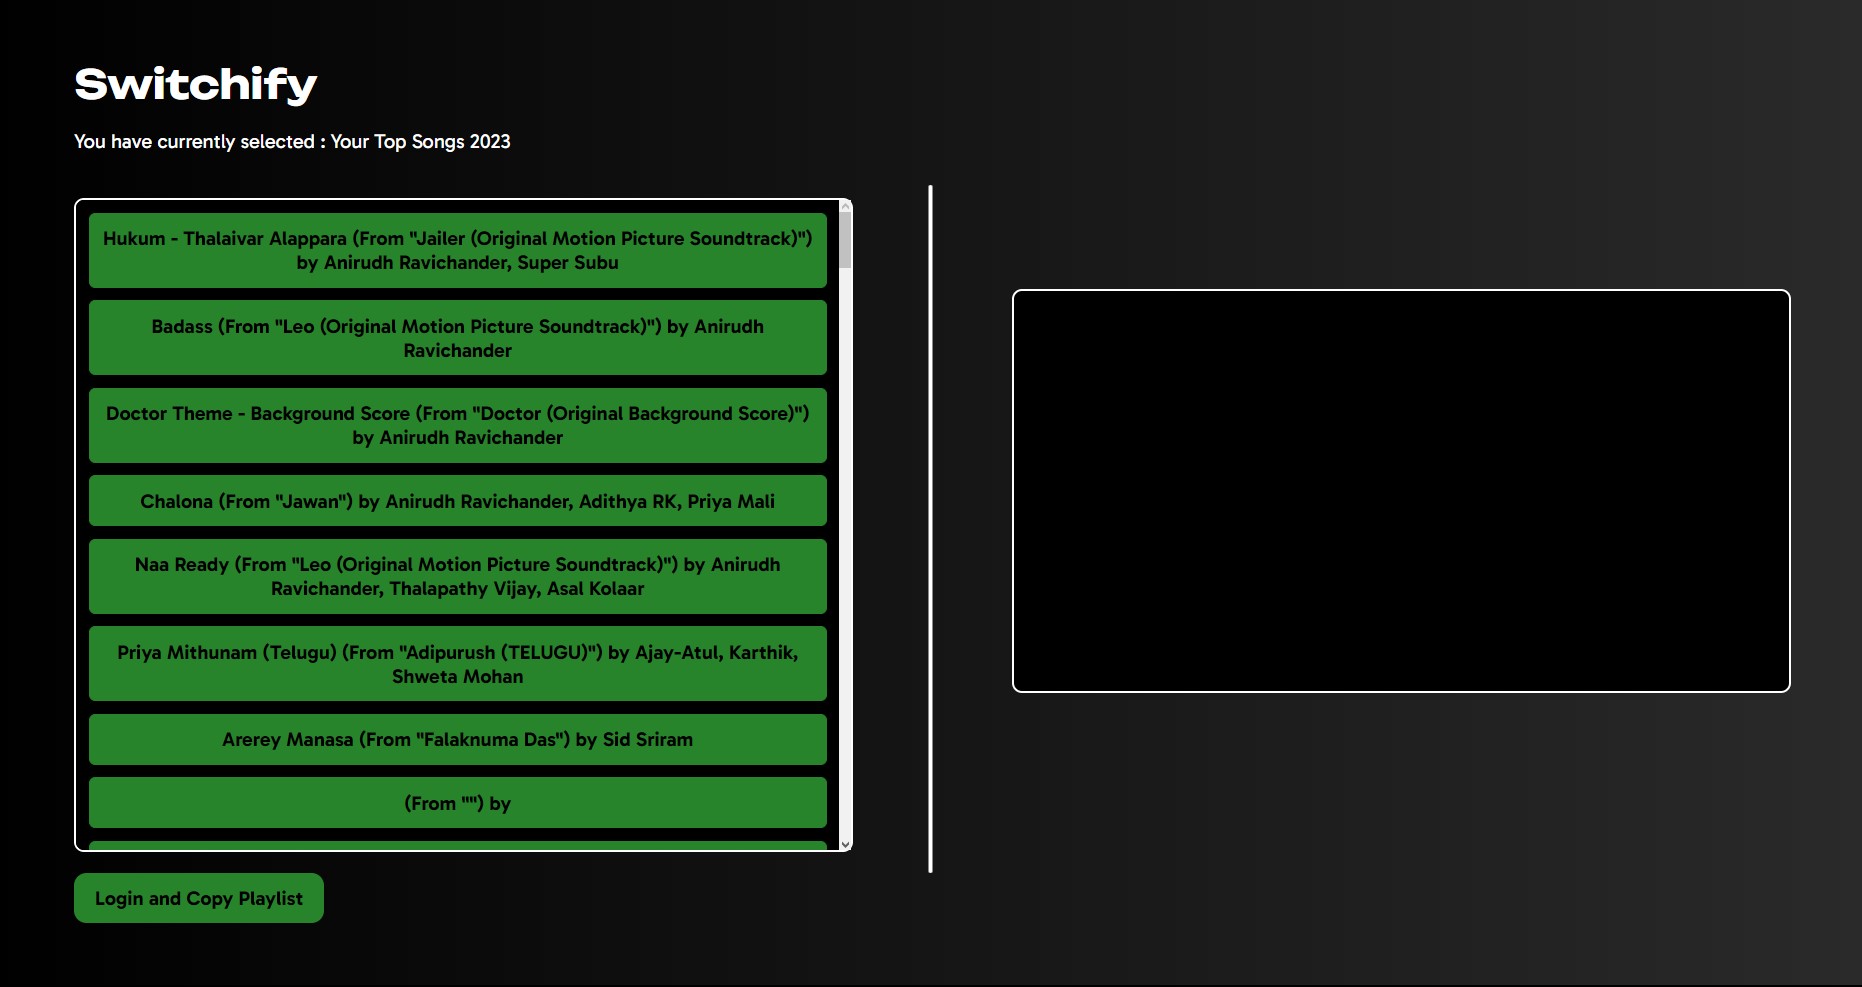 Switchify
You have currently selected : Your Top Songs 2023
Hukum - Thalaivar Alappara (From "Jailer (Original Motion Picture Soundtrack)")
by Anirudh Ravichander, Super Subu
Badass (From "Leo (Original Motion Picture Soundtrack)") by Anirudh
Ravichander
Doctor Theme - Background Score (From "Doctor (Original Background Score)")
by Anirudh Ravichander
Chalona (From "Jawan") by Anirudh Ravichander, Adithya RK, Priya Mali
Naa Ready (From "Leo (Original Motion Picture Soundtrack)") by Anirudh
Ravichander, Thalapathy Vijay, Asal Kolaar
Priya Mithunam (Telugu) (From "Adipurush (TELUGU)") by Ajay-Atul, Karthik,
Shweta Mohan
Arerey Manasa (From "Falaknuma Das") by Sid Sriram
(From "") by
Login and Copy Playlist